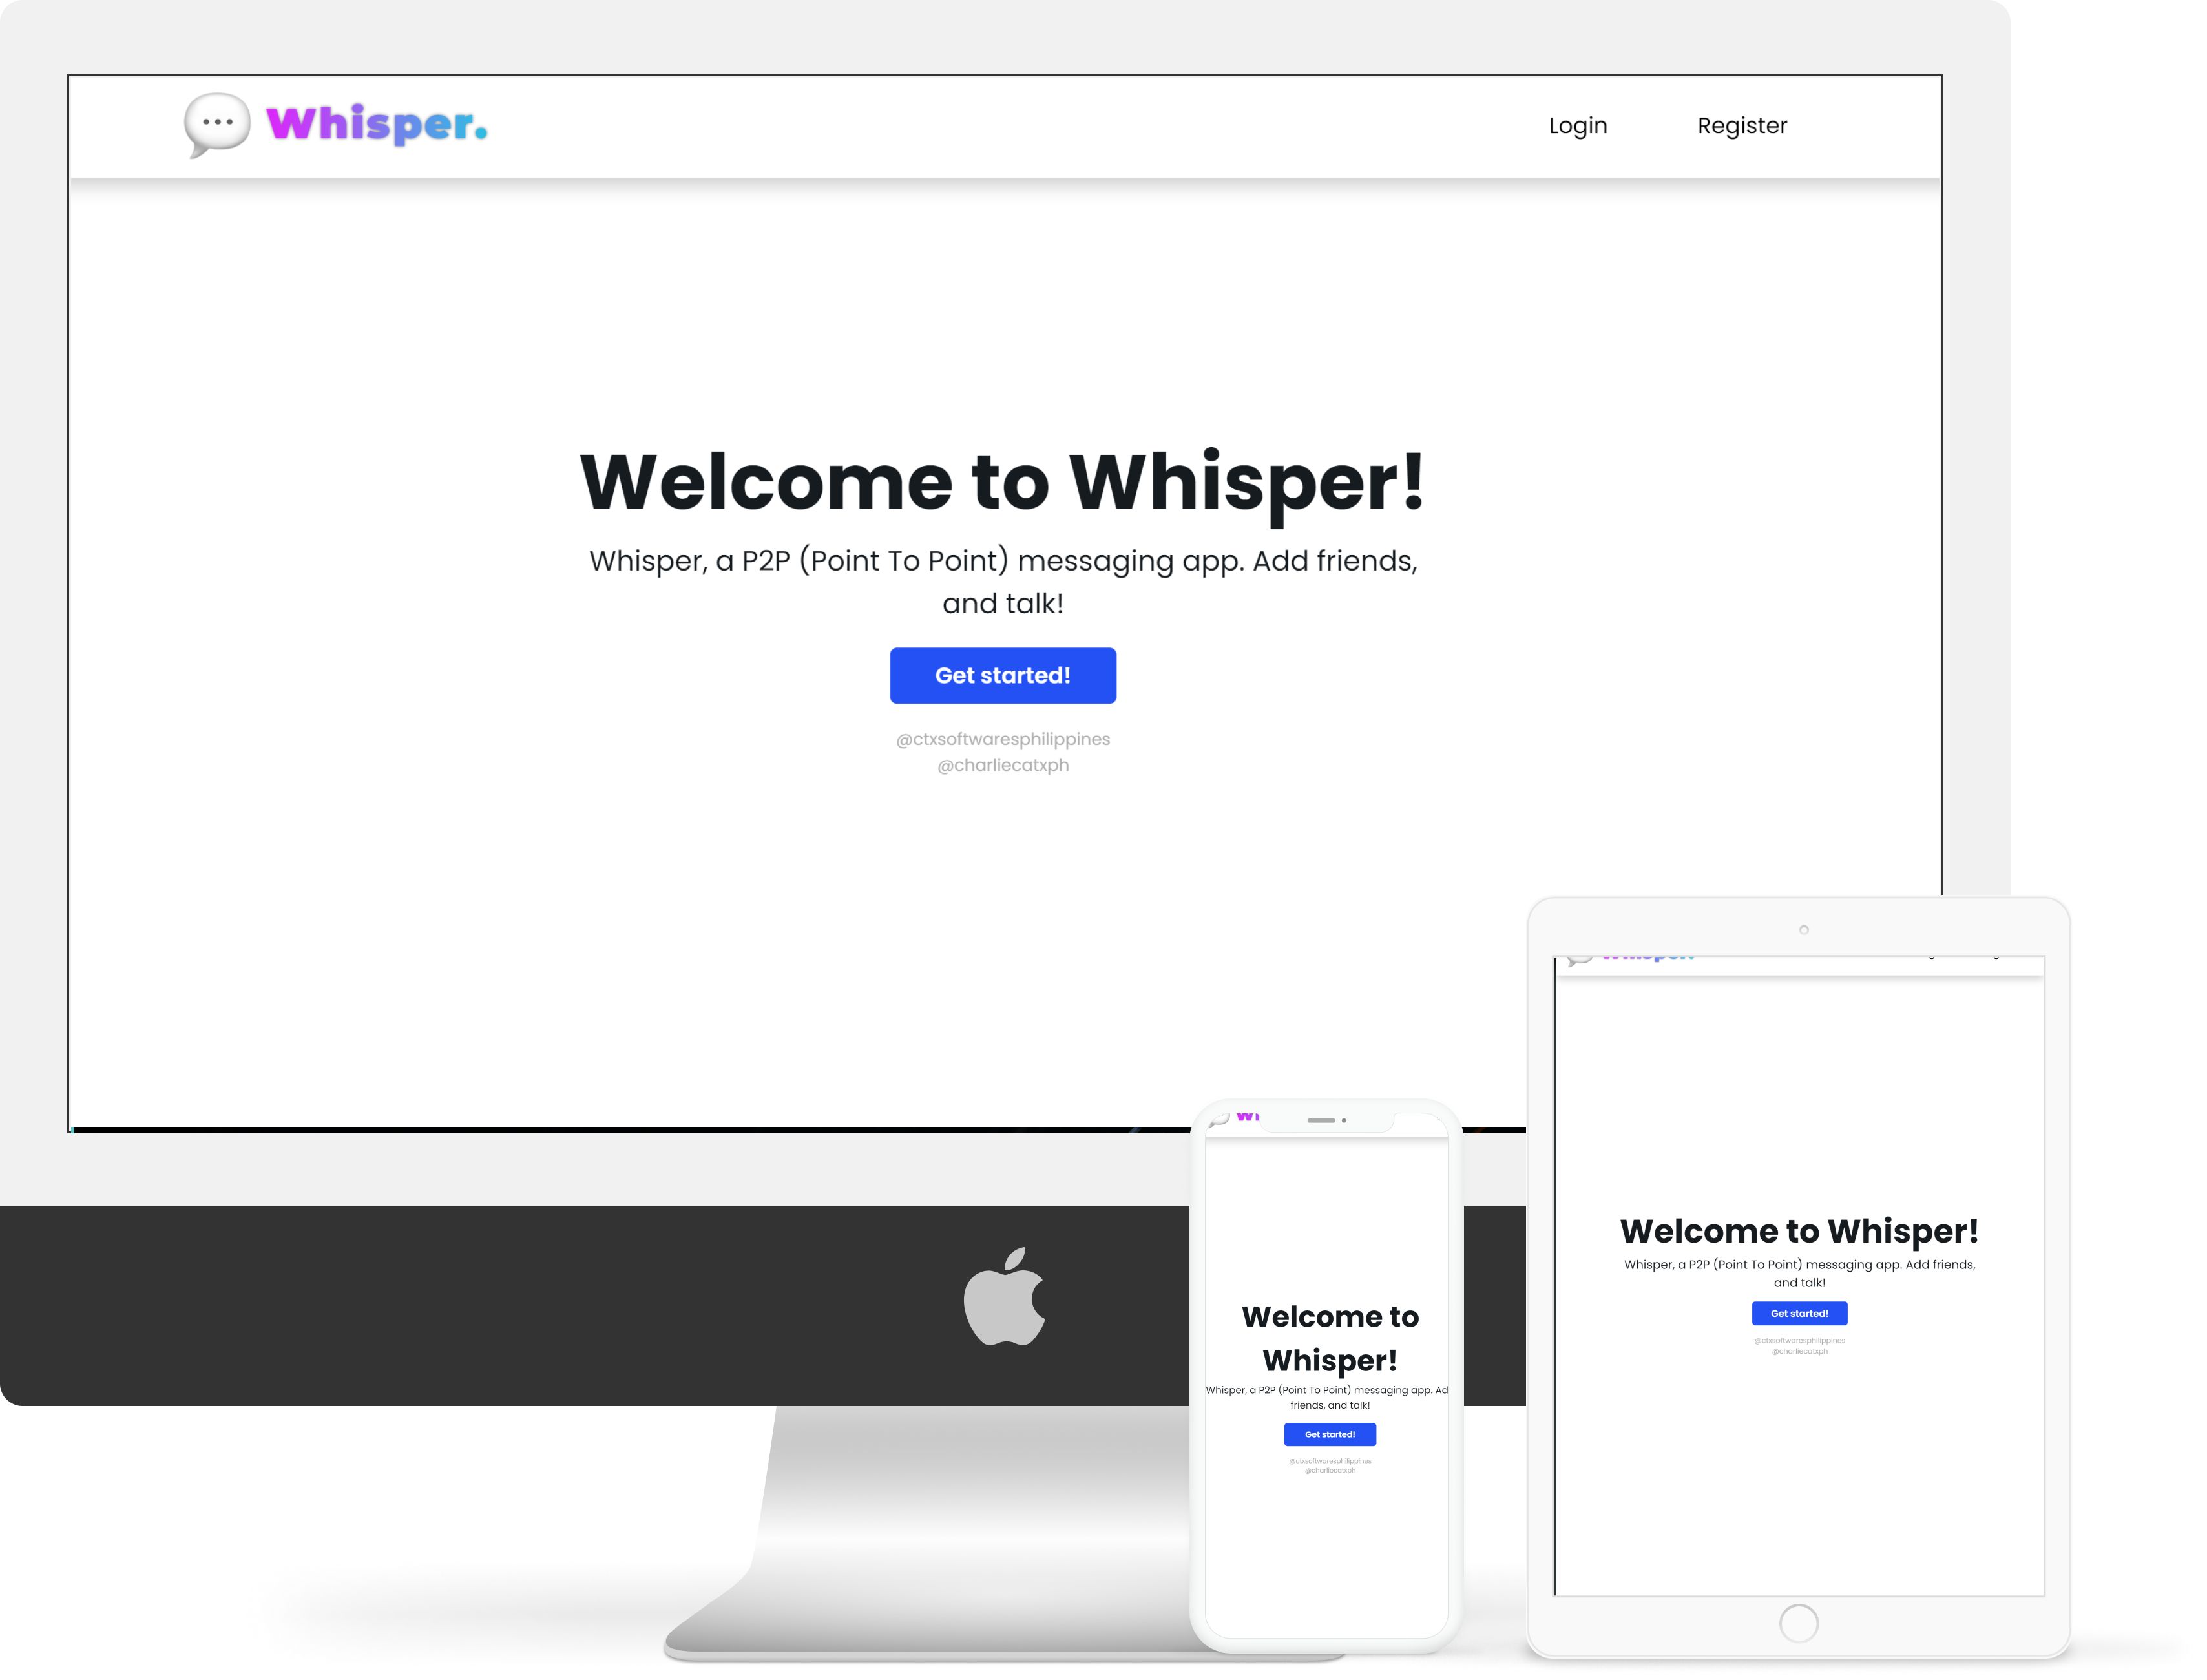 Whisper.
Login Register
Welcome to Whisper!
Whisper, a P2P (Point To Point) messaging app. Add friends,
and talk!
Get started!
@ctxsoftwaresphilippines
@charliecatxph
Welcome to
Whisper!
Whisper, a P2P (Point To Point) messaging app. Ad
friends, and talk!
Get started!
@ctxsoftwaresphilippines
@charliecatxph
Whisper.
Welcome to Whisper!
Whisper, a P2P (Point To Point) messaging app. Add friends,
and talk!
Get started!
@ctxsoftwaresphilippines
@charliecatxph